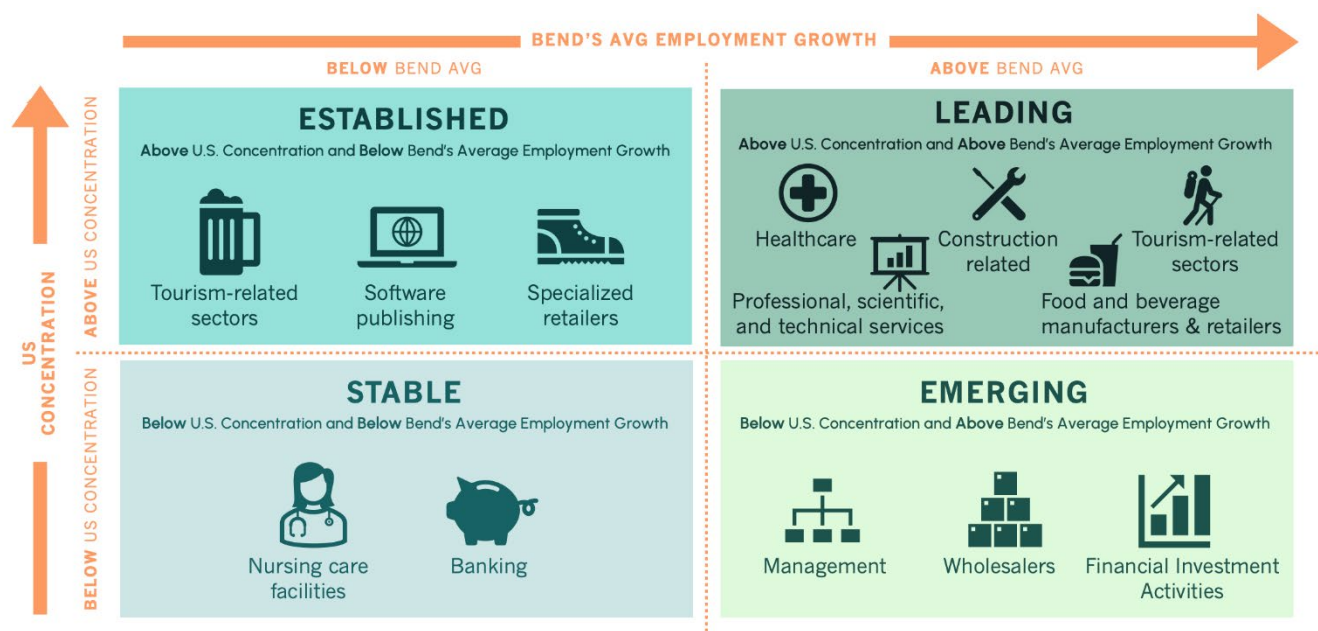 BEND'S AVG EMPLOYMENT GROWTH
BELOW BEND AVG
ABOVE BEND AVG
US
CONCENTRATION
ABOVE US CONCENTRATION
BELOW US CONCENTRATION
ESTABLISHED
Above U.S. Concentration and Below Bend's Average Employment Growth
Tourism-related
sectors
Software
publishing
Specialized
retailers
LEADING
Above U.S. Concentration and Above Bend's Average Employment Growth
Healthcare
Construction
related
Tourism-related
sectors
Professional, scientific,
and technical services
Food and beverage
manufacturers & retailers
STABLE
Below U.S. Concentration and Below Bend's Average Employment Growth
Nursing care
facilities
Banking
EMERGING
Below U.S. Concentration and Above Bend's Average Employment Growth
Management
Wholesalers
Financial Investment
Activities